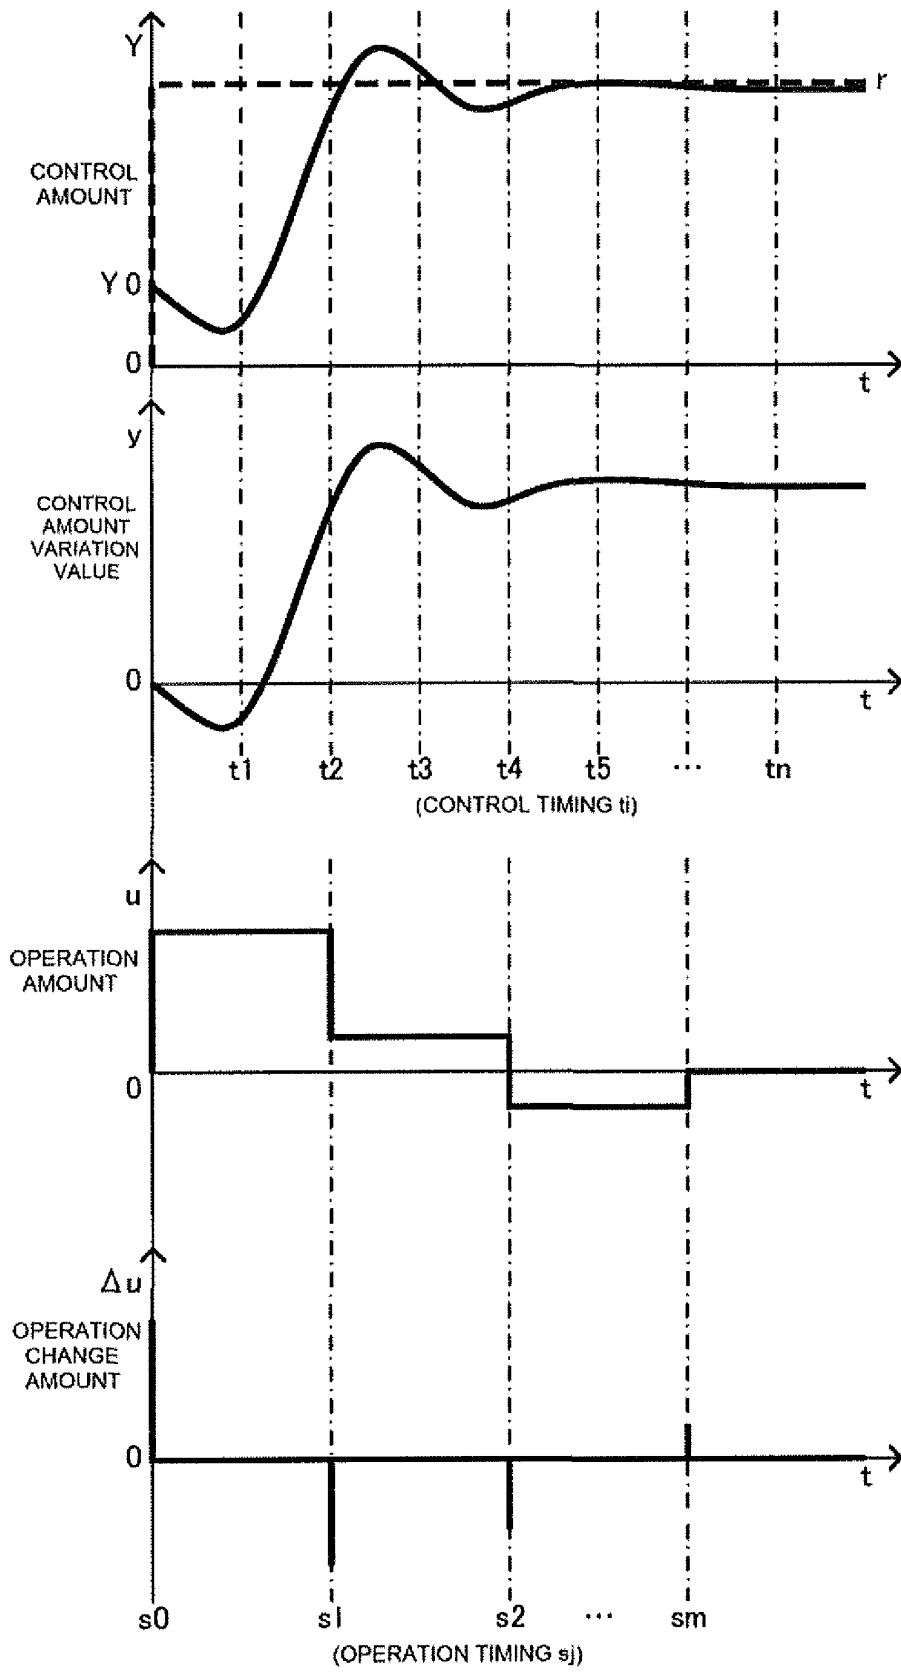 Y
r
CONTROL
AMOUNT
Y0
0
t
y
CONTROL
AMOUNT
VARIATION
VALUE
0
t
t1 t2 t3 t4 t5 ... tn
(CONTROL TIMING ti)
u
OPERATION
AMOUNT
0
t
Δu
OPERATION
CHANGE
AMOUNT
0
t
s0 s1 s2 ... sm
(OPERATION TIMING sj)